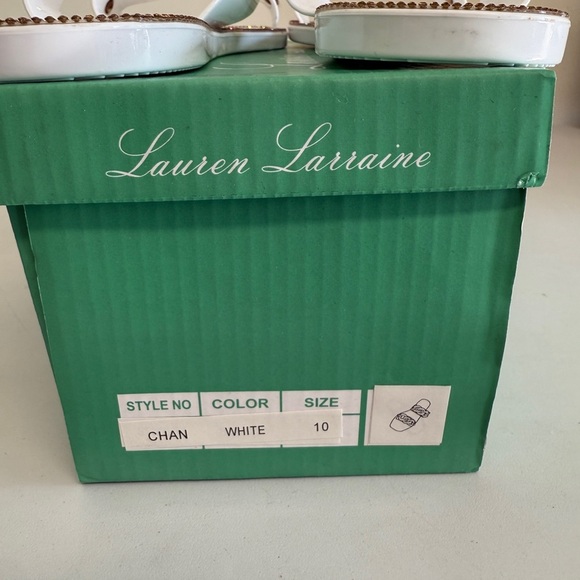 Lauren Larraine
STYLE NO COLOR SIZE
CHAN WHITE 10